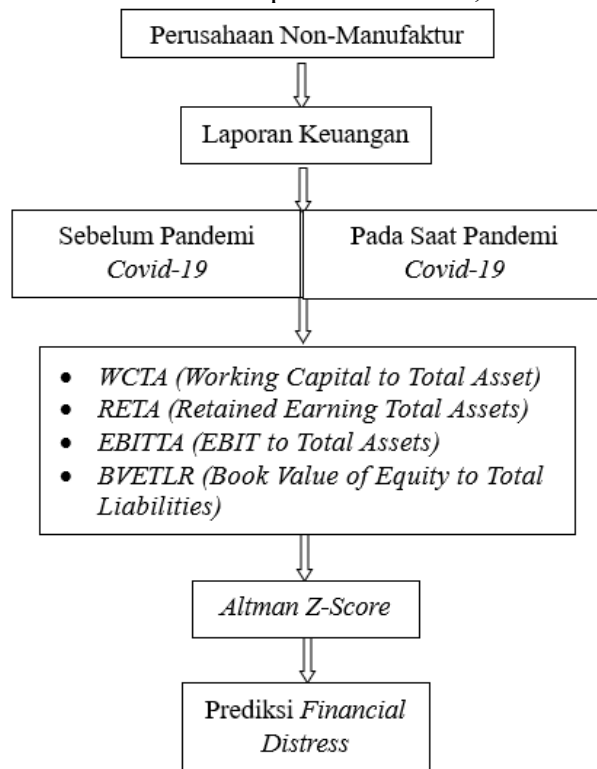 Perusahaan Non-Manufaktur
Laporan Keuangan
Sebelum Pandemi
Covid-19
Pada Saat Pandemi
Covid-19
• WCTA (Working Capital to Total Asset)
• RETA (Retained Earning Total Assets)
• EBITTA (EBIT to Total Assets)
• BVETLR (Book Value of Equity to Total
Liabilities)
Altman Z-Score
Prediksi Financial
Distress